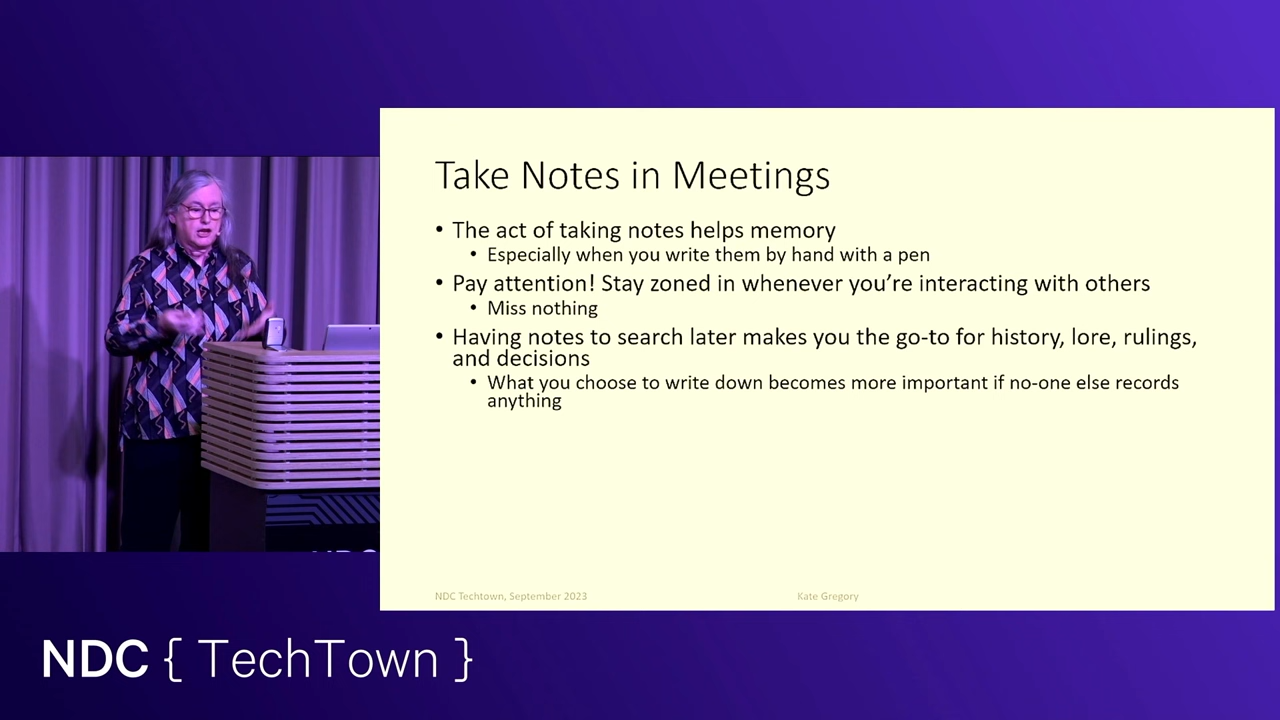 Take Notes in Meetings
• The act of taking notes helps memory
• Especially when you write them by hand with a pen
• Pay attention! Stay zoned in whenever you’re interacting with others
• Miss nothing
• Having notes to search later makes you the go-to for history, lore, rulings,
and decisions
• What you choose to write down becomes more important if no-one else records
anything
NDC Techtown, September 2023
Kate Gregory
NDC { TechTown }